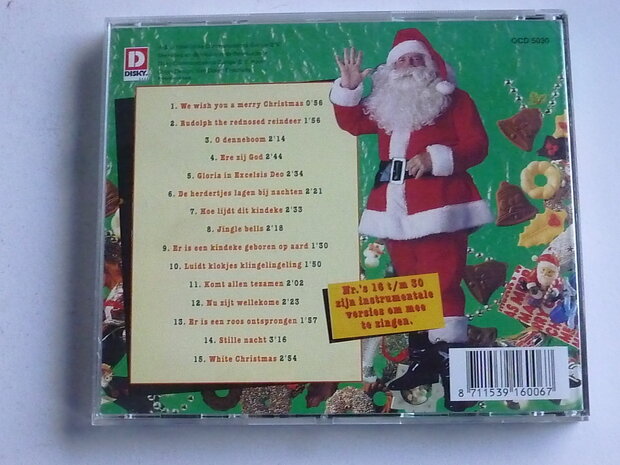 D
DISKY
GCD 5030
1. We wish you a merry Christmas 0'56
2. Rudolph the rednosed reindeer 1'56
3. O denneboom 2'14
4. Ere zij God 2'44
5. Gloria in Excelsis Deo 2'34
6. De herdertjes lagen bij nachten 2'21
7. Hoe lijdt dit kindeke 2'33
8. Jingle bells 2'18
9. Er is een kindeke geboren op aard 1'30
10. Luidt klokjes klingelingeling 1'50
11. Komt allen tezamen 2'02
12. Nu zijt wellekome 2'23
13. Er is een roos ontsprongen 1'57
14. Stille nacht 3'16
15. White Christmas 2'54
Nr.'s 16 t/m 30
zijn instrumentale
versies om mee
te zingen.
8 711539 160067